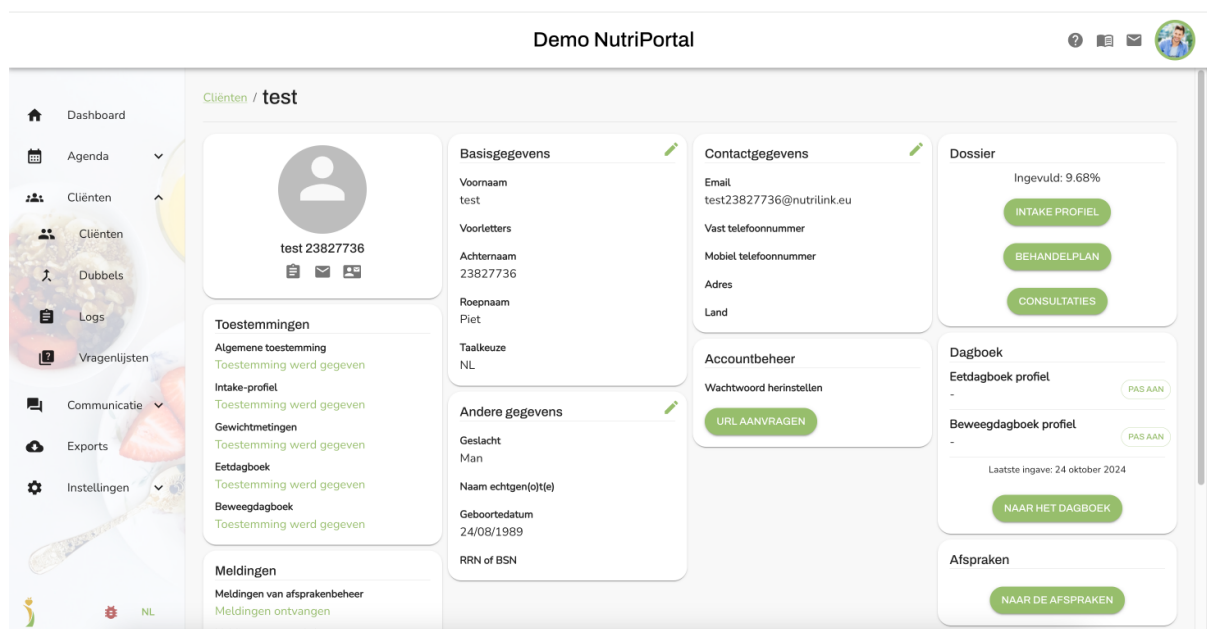 Demo NutriPortal
Cliënten / test
Dashboard
Agenda
Cliënten
Cliënten
Dubbels
Logs
Vragenlijsten
Communicatie
Exports
Instellingen
NL
test 23827736
Toestemmingen
Algemene toestemming
Toestemming werd gegeven
Intake-profiel
Toestemming werd gegeven
Gewichtmetingen
Toestemming werd gegeven
Eetdagboek
Toestemming werd gegeven
Beweegdagboek
Toestemming werd gegeven
Meldingen
Meldingen van afsprakenbeheer
Meldingen ontvangen
Basisgegevens
Voornaam
test
Voorletters
Achternaam
23827736
Roepnaam
Piet
Taalkeuze
NL
Andere gegevens
Geslacht
Man
Naam echtgen(o)t(e)
Geboortedatum
24/08/1989
RRN of BSN
Contactgegevens
Email
test23827736@nutrilink.eu
Vast telefoonnummer
Mobiel telefoonnummer
Adres
Land
Accountbeheer
Wachtwoord herinstellen
URL AANVRAGEN
Dossier
Ingevuld: 9.68%
INTAKE PROFIEL
BEHANDELPLAN
CONSULTATIES
Dagboek
Eetdagboek profiel
-
PAS AAN
Beweegdagboek profiel
-
PAS AAN
Laatste ingave: 24 oktober 2024
NAAR HET DAGBOEK
Afspraken
NAAR DE AFSPRAKEN